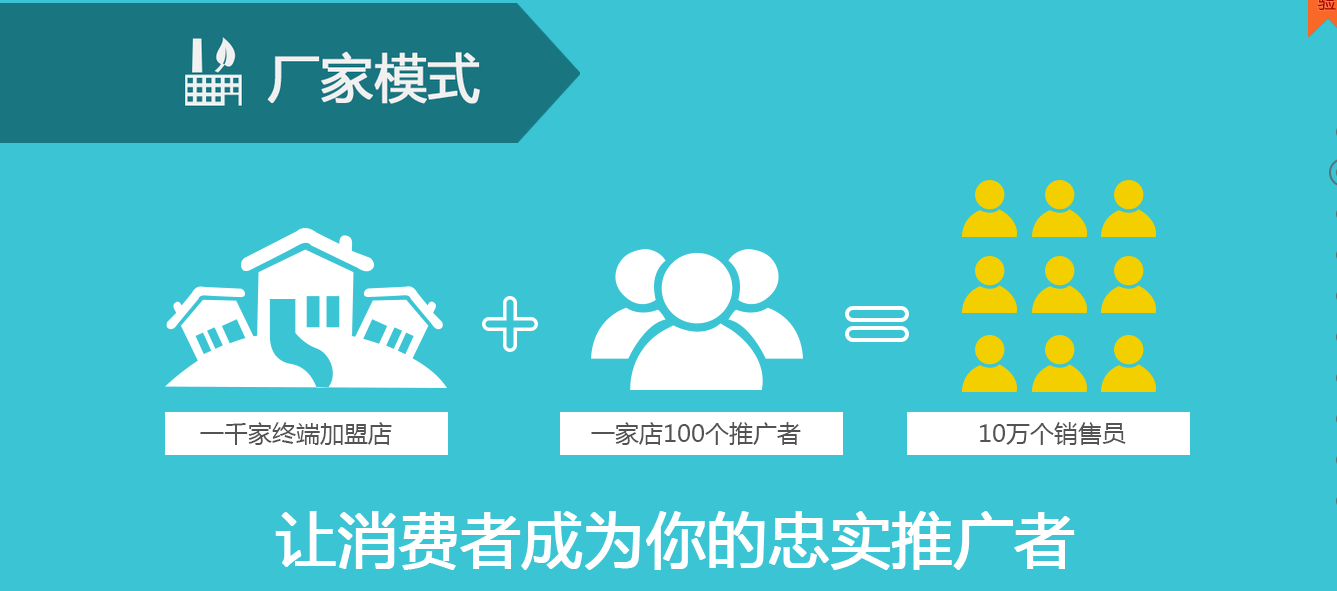 验
厂家模式
一千家终端加盟店
一家店100个推广者
10万个销售员
让消费者成为你的忠实推广者